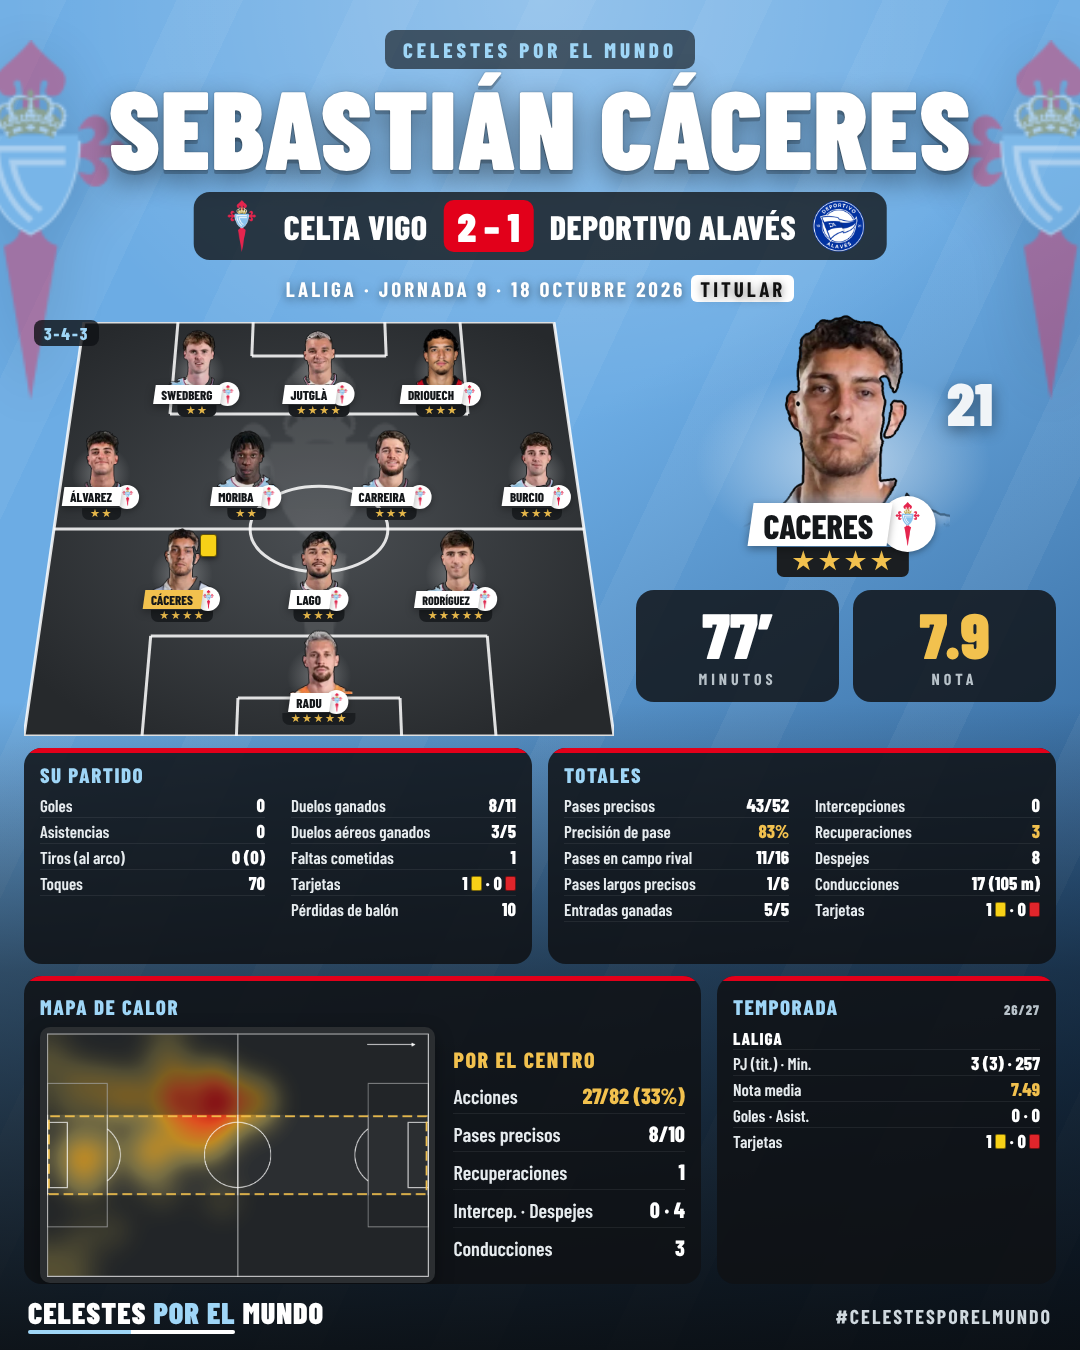 CELESTES POR EL MUNDO
SEBASTIÁN CÁCERES
CELTA VIGO 2 - 1 DEPORTIVO ALAVÉS
DEPORTIVO
ALAVÉS
LALIGA · JORNADA 9 · 18 OCTUBRE 2026 TITULAR
3-4-3
SWEDBERG JUTGLÀ DRIOUECH
★★ ★★★★ ★★★
ÁLVAREZ MORIBA CARREIRA BURCIO
★★ ★★ ★★★★ ★★★
CÁCERES LAGO RODRÍGUEZ
★★★★ ★★★ ★★★★★
RADU
★★★★★
21
CACERES
★★★★
77' 7.9
MINUTOS NOTA
SU PARTIDO
Goles 0
Asistencias 0
Tiros (al arco) 0 (0)
Toques 70
Duelos ganados 8/11
Duelos aéreos ganados 3/5
Faltas cometidas 1
Tarjetas 1 · 0
Pérdidas de balón 10
TOTALES
Pases precisos 43/52
Precisión de pase 83%
Pases en campo rival 11/16
Pases largos precisos 1/6
Entradas ganadas 5/5
Intercepciones 0
Recuperaciones 3
Despejes 8
Conducciones 17 (105 m)
Tarjetas 1 · 0
MAPA DE CALOR
POR EL CENTRO
Acciones 27/82 (33%)
Pases precisos 8/10
Recuperaciones 1
Intercep. · Despejes 0 · 4
Conducciones 3
TEMPORADA 26/27
LALIGA
PJ (tit.) · Min. 3 (3) · 257
Nota media 7.49
Goles · Asist. 0 · 0
Tarjetas 1 · 0
CELESTES POR EL MUNDO
#CELESTESPORELMUNDO